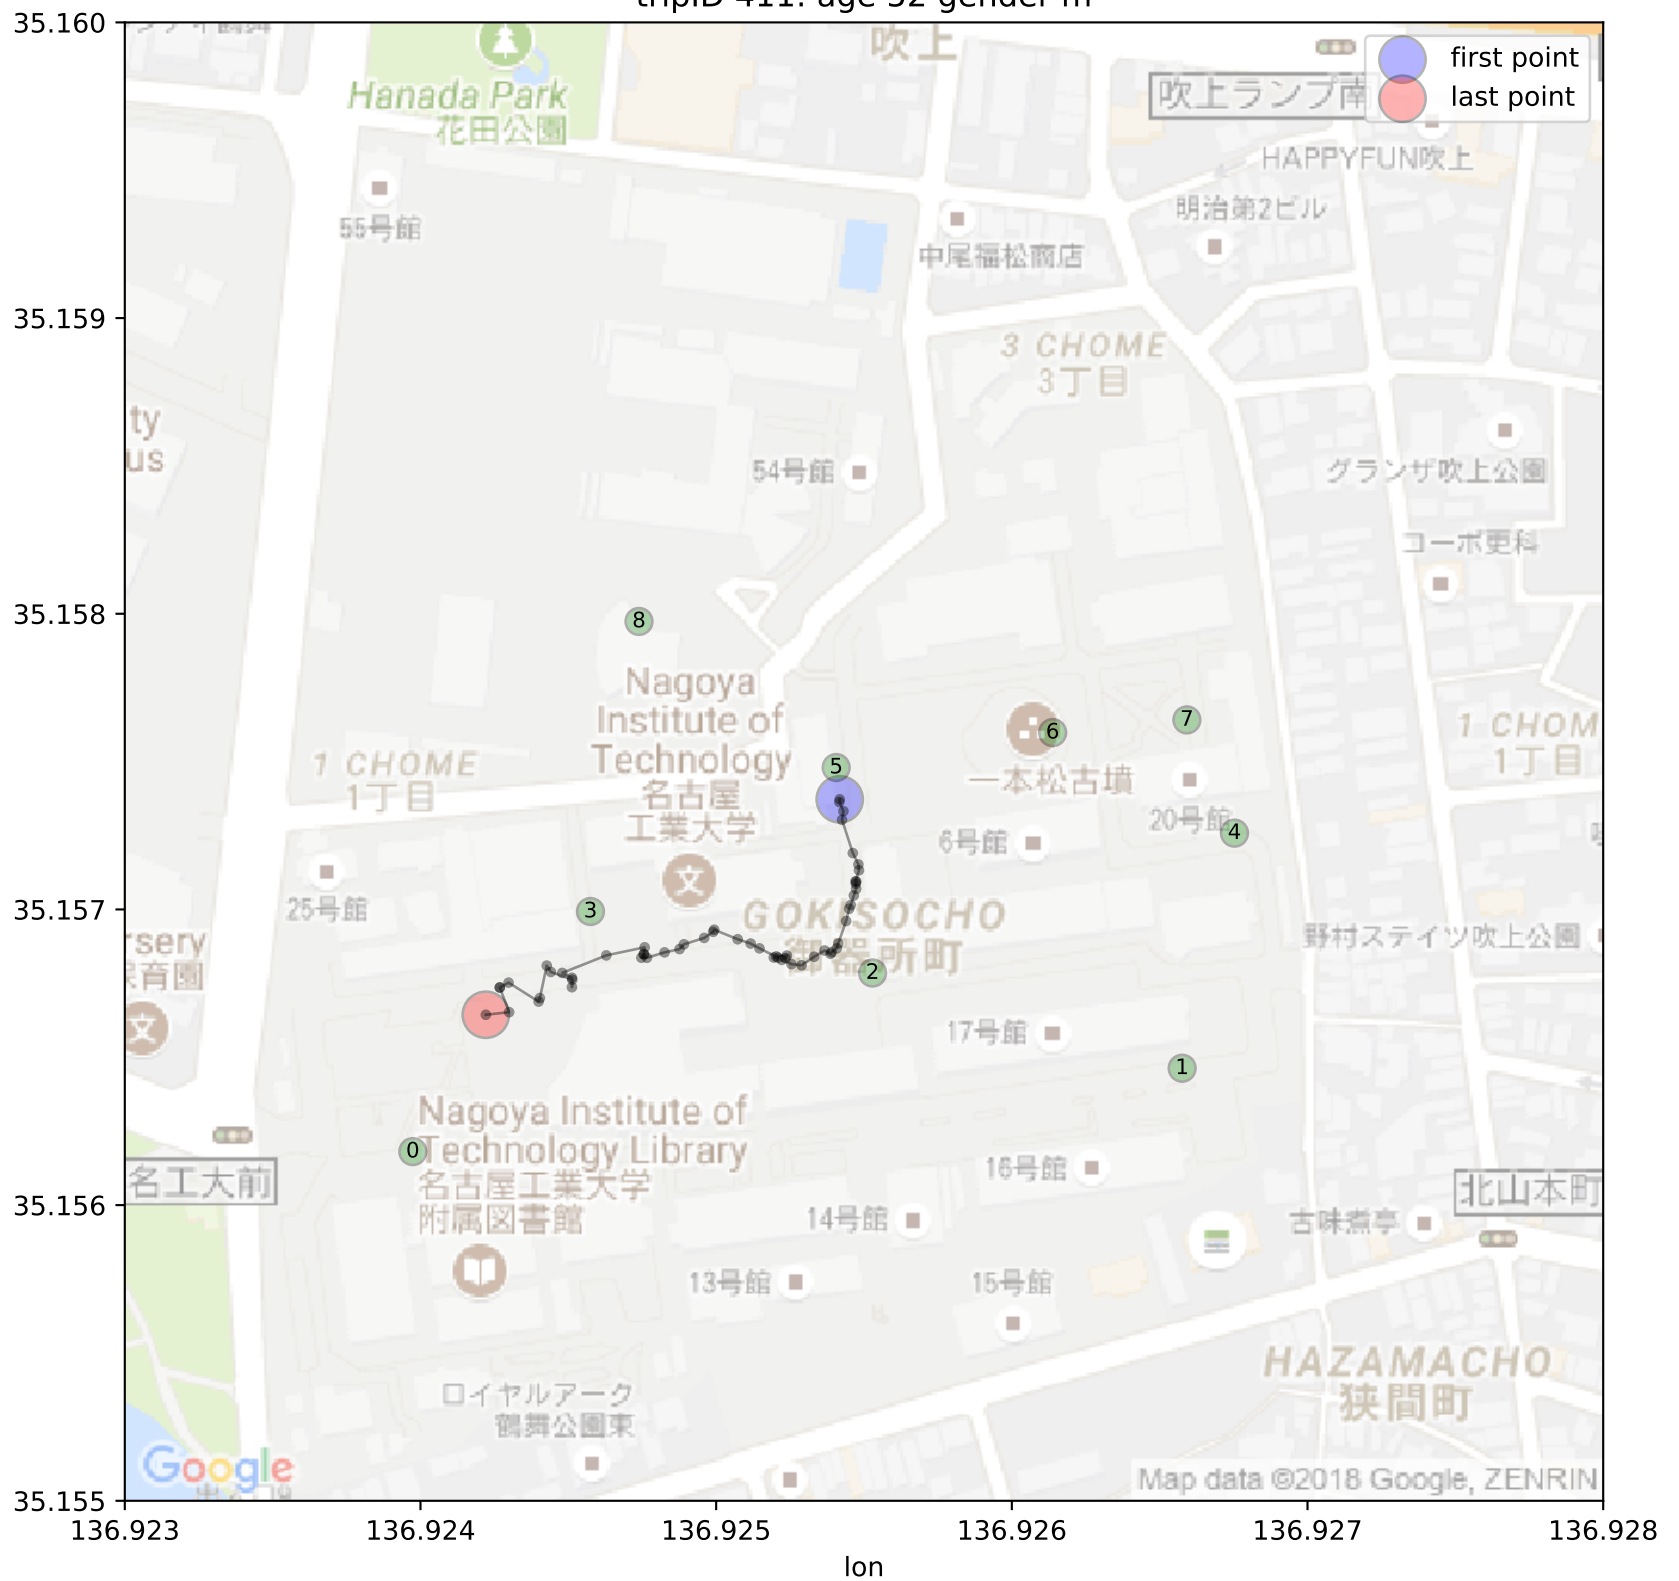 first point
last point
35.160
35.159
35.158
35.157
35.156
35.155
136.923
136.924
136.925
136.926
136.927
136.928
lon
吹上
吹上ランプ南
Hanada Park
花田公園
HAPPYFUN吹上
明治第2ビル
55号館
中尾福松商店
3 CHOME
3丁目
ty
us
54号館
グランザ吹上公園
コーポ更科
8
Nagoya
Institute of
Technology
名古屋
工業大学
7
6
1 CHOM
1丁目
5
1 CHOME
1丁目
一本松古墳
20号館
4
6号館
25号館
3
GOKISOCHO
御器所町
野村ステイツ吹上公園
rsery
保育園
2
17号館
1
Nagoya Institute of
Technology Library
名古屋工業大学
附属図書館
0
名工大前
16号館
北山本町
14号館
古味煮亭
13号館
15号館
HAZAMACHO
狭間町
ロイヤルアーク
鶴舞公園東
Google
Map data ©2018 Google, ZENRIN